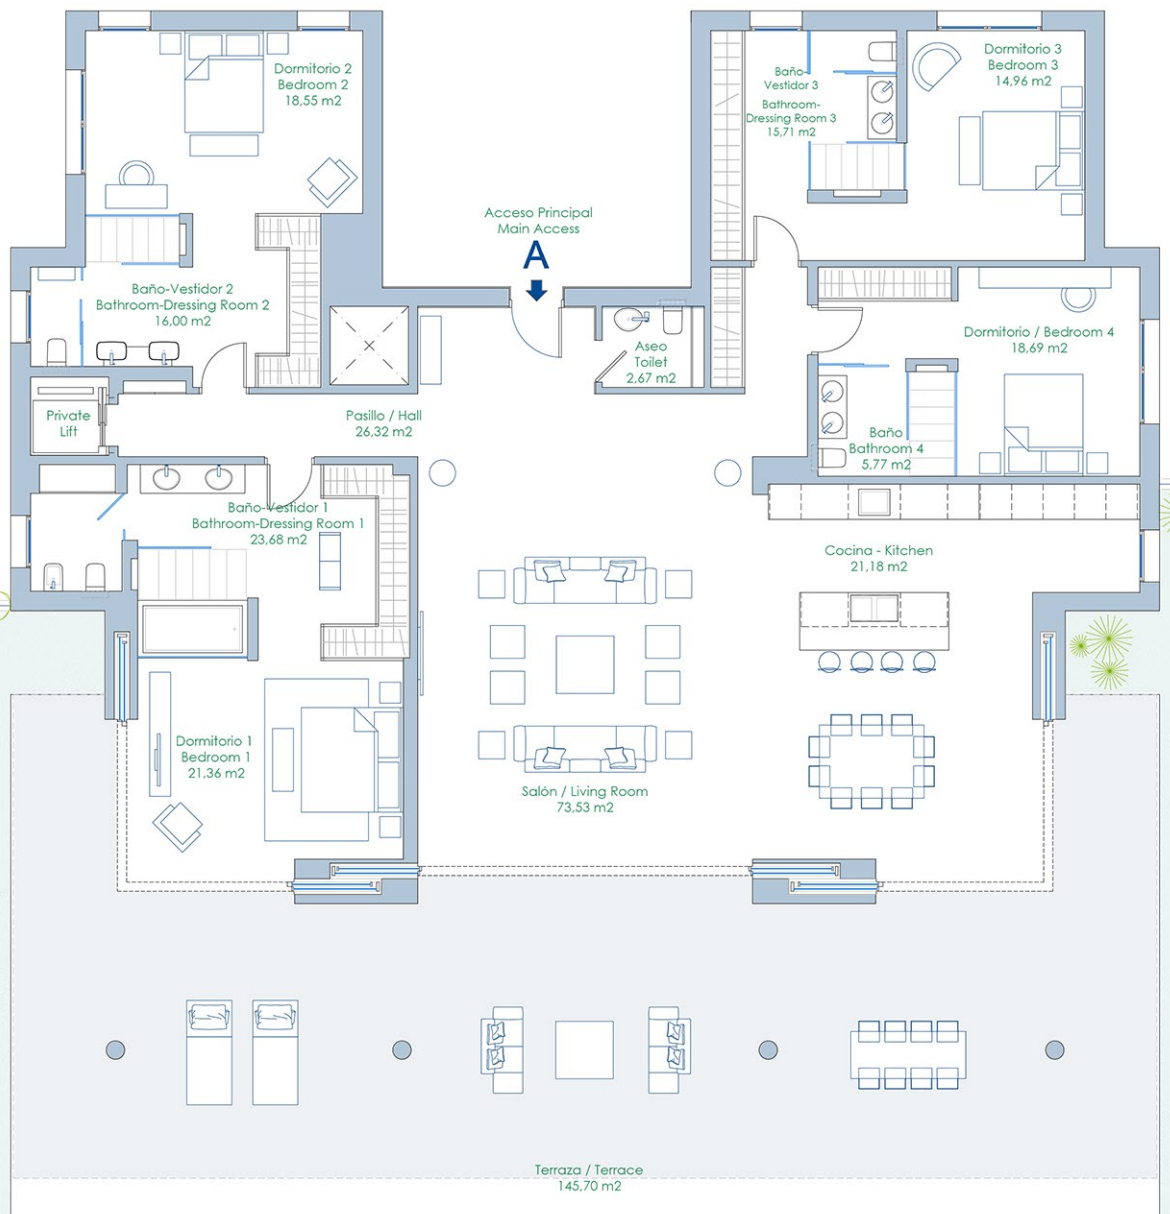 Dormitorio 2
Bedroom 2
18,55 m2
Baño-
Vestidor 3
Bathroom-
Dressing Room 3
15,71 m2
Dormitorio 3
Bedroom 3
14,96 m2
Acceso Principal
Main Access
A
Baño-Vestidor 2
Bathroom-Dressing Room 2
16,00 m2
Aseo
Toilet
2,67 m2
Dormitorio / Bedroom 4
18,69 m2
Private
Lift
Pasillo / Hall
26,32 m2
Baño
Bathroom 4
5,77 m2
Baño-Vestidor 1
Bathroom-Dressing Room 1
23,68 m2
Cocina - Kitchen
21,18 m2
Dormitorio 1
Bedroom 1
21,36 m2
Salón / Living Room
73,53 m2
Terraza / Terrace
145,70 m2